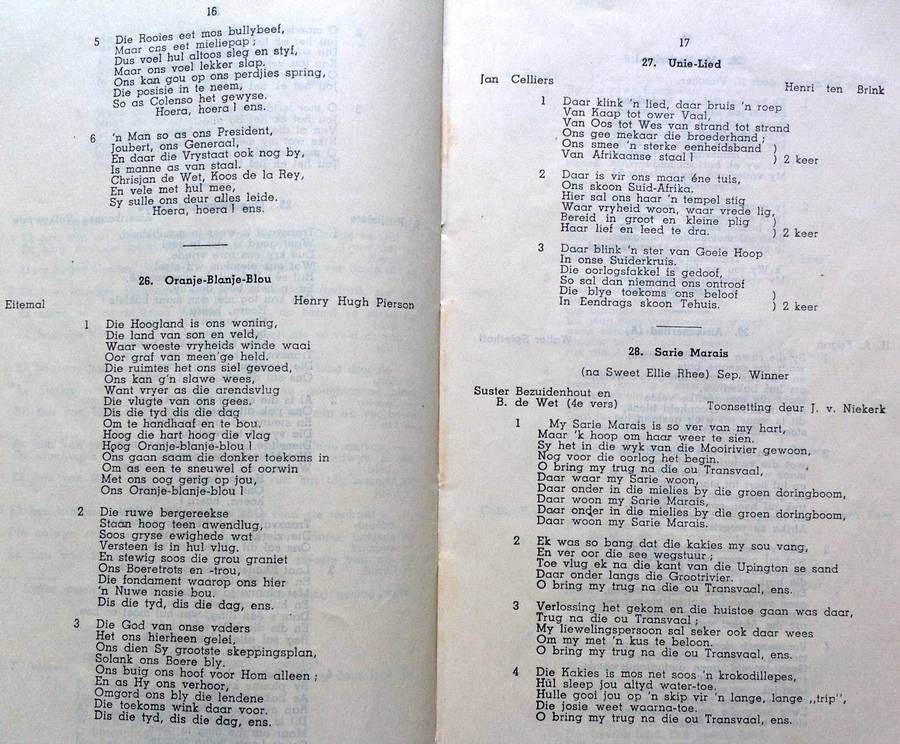 16
5 Die Rooies eet mos bullybeef,
Maar ons eet mieliepap ;
Dus voel hul altoos sleg en styf,
Maar ons voel lekker slap.
Ons kan gou op ons perdjies spring,
Die posisie in te neem,
So as Colenso het gewyse.
Hoera, hoera ! ens.
6 'n Man so as ons President,
Joubert, ons Generaal,
En daar die Vrystaat ook nog by,
Is manne as van staal.
Chrisjan de Wet, Koos de la Rey,
En vele met hul mee,
Sy sulle ons deur alles leide.
Hoera, hoera ! ens.
26. Oranje-Blanje-Blou
Eitemal Henry Hugh Pierson
1 Die Hoogland is ons woning,
Die land van son en veld,
Waar woeste vryheids winde waai
Oor graf van meen'ge held.
Die ruimtes het ons siel gevoed,
Ons kan g'n slawe wees,
Want vryer as die arendsvlug
Die vlugte van ons gees.
Dis die tyd dis die dag
Om te handhaaf en te bou.
Hoog die hart hoog die vlag
Hoog Oranje-blanje-blou !
Ons gaan saam die donker toekoms in
Om as een te sneuwel of oorwin
Met ons oog gerig op jou,
Ons Oranje-blanje-blou !
2 Die ruwe bergereekse
Staan hoog teen awendlug,
Soos gryse ewighede wat
Versteen is in hul vlug.
En stewig soos die grou graniet
Ons Boeretrots en -trou,
Die fondament waarop ons hier
'n Nuwe nasie bou.
Dis die tyd, dis die dag, ens.
3 Die God van onse vaders
Het ons hierheen gelei,
Ons dien Sy grootste skeppingsplan,
Solank ons Boere bly.
Ons buig ons hoof voor Hom alleen ;
En as Hy ons verhoor,
Omgord ons bly die lendene
Die toekoms wink daar voor.
Dis die tyd, dis die dag, ens.
17
27. Unie-Lied
Jan Celliers Henri ten Brink
1 Daar klink 'n lied, daar bruis 'n roep
Van Kaap tot ower Vaal,
Van Oos tot Wes van strand tot strand
Ons gee mekaar die broederhand ;
Ons smee 'n sterke eenheidsband )
Van Afrikaanse staal ! ) 2 keer
2 Daar is vir ons maar éne tuis,
Ons skoon Suid-Afrika.
Hier sal ons haar 'n tempel stig
Waar vryheid woon, waar vrede lig,
Bereid in groot en kleine plig )
Haar lief en leed te dra. ) 2 keer
3 Daar blink 'n ster van Goeie Hoop
In onse Suiderkruis.
Die oorlogsfakkel is gedoof,
So sal dan niemand ons ontroof
Die blye toekoms ons beloof )
In Eendrags skoon Tehuis. ) 2 keer
28. Sarie Marais
(na Sweet Ellie Rhee) Sep. Winner
Suster Bezuidenhout en
B. de Wet (4e vers) Toonsetting deur J. v. Niekerk
1 My Sarie Marais is so ver van my hart,
Maar 'k hoop om haar weer te sien.
Sy het in die wyk van die Mooirivier gewoon,
Nog voor die oorlog het begin.
O bring my trug na die ou Transvaal,
Daar waar my Sarie woon,
Daar onder in die mielies by die groen doringboom,
Daar woon my Sarie Marais,
Daar onder in die mielies by die groen doringboom,
Daar woon my Sarie Marais.
2 Ek was so bang dat die kakies my sou vang,
En ver oor die see wegstuur ;
Toe vlug ek na die kant van die Upington se sand
Daar onder langs die Grootrivier.
O bring my trug na die ou Transvaal, ens.
3 Verlossing het gekom en die huistoe gaan was daar,
Trug na die ou Transvaal ;
My liewelingspersoon sal seker ook daar wees
Om my met 'n kus te beloon.
O bring my trug na die ou Transvaal, ens.
4 Die Kakies is mos net soos 'n krokodillepes,
Hul sleep jou altyd water-toe.
Hulle gooi jou op 'n skip vir 'n lange, lange ,,trip",
Die josie weet waarna-toe.
O bring my trug na die ou Transvaal, ens.